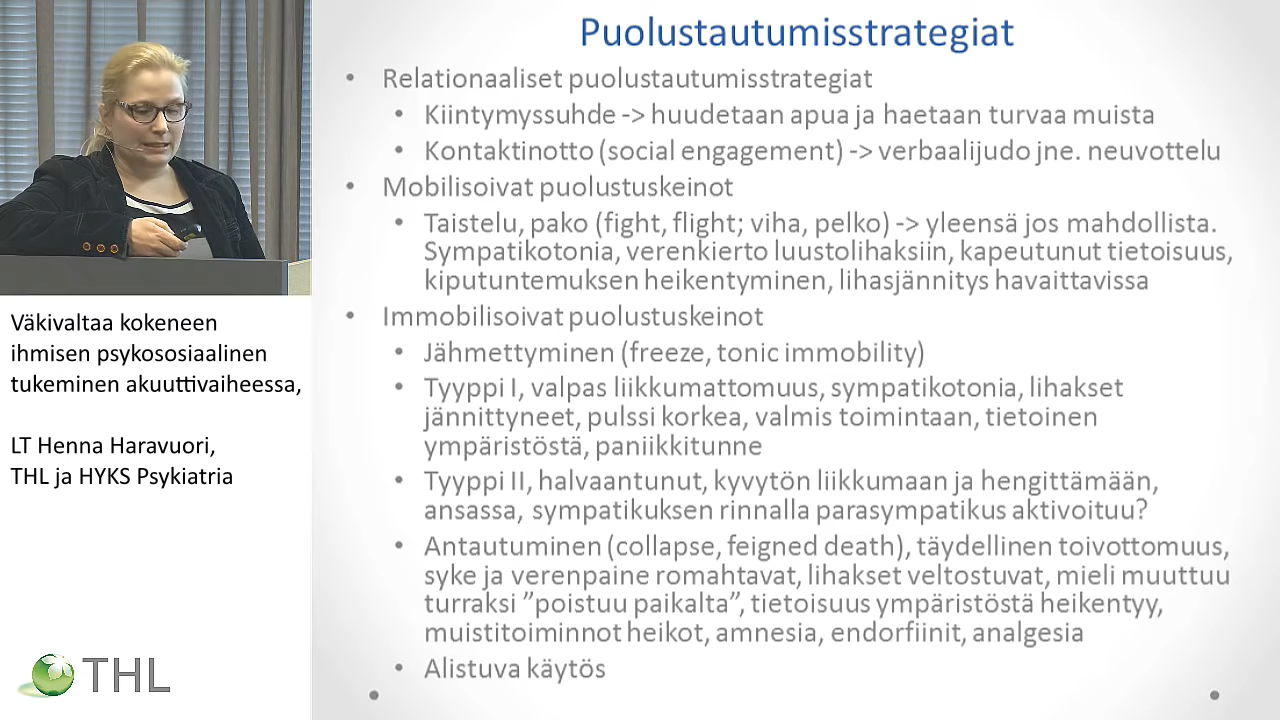 Puolustautumisstrategiat
• Relationaaliset puolustautumisstrategiat
• Kiintymyssuhde -> huudetaan apua ja haetaan turvaa muista
• Kontaktinotto (social engagement) -> verbaalijudo jne. neuvottelu
• Mobilisoivat puolustuskeinot
• Taistelu, pako (fight, flight; viha, pelko) -> yleensä jos mahdollista.
Sympatikotonia, verenkierto luustolihaksiin, kapeutunut tietoisuus,
kiputuntemuksen heikentyminen, lihasjännitys havaittavissa
• Immobilisoivat puolustuskeinot
• Jähmettyminen (freeze, tonic immobility)
• Tyyppi I, valpas liikkumattomuus, sympatikotonia, lihakset
jännittyneet, pulssi korkea, valmis toimintaan, tietoinen
ympäristöstä, paniikkitunne
• Tyyppi II, halvaantunut, kyvytön liikkumaan ja hengittämään,
ansassa, sympatikuksen rinnalla parasympatikus aktivoituu?
• Antautuminen (collapse, feigned death), täydellinen toivottomuus,
syke ja verenpaine romahtavat, lihakset veltostuvat, mieli muuttuu
turraksi ”poistuu paikalta”, tietoisuus ympäristöstä heikentyy,
muistitoiminnot heikot, amnesia, endorfiinit, analgesia
• Alistuva käytös
Väkivaltaa kokeneen
ihmisen psykososiaalinen
tukeminen akuuttivaiheessa,
LT Henna Haravuori,
THL ja HYKS Psykiatria
THL